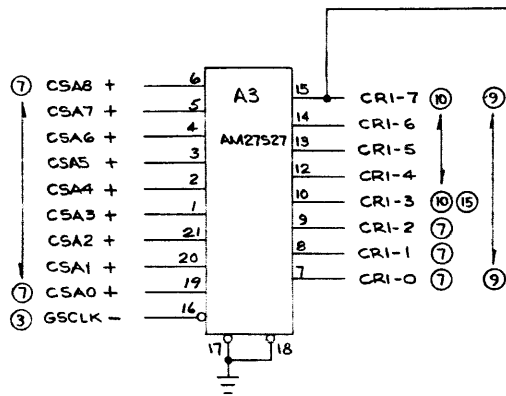 6 15
⑦ CSA8 + A3 CR1-7 ⑩ ⑨
5 14
CSA7 + CR1-6
4 AM27S27 13
CSA6 + CR1-5
3 12
CSA5 + CR1-4
2 10
CSA4 + CR1-3 ⑩ ⑮
1 9
CSA3 + CR1-2 ⑦
21 8
CSA2 + CR1-1 ⑦
20 7
CSA1 + CR1-0 ⑦ ⑨
19
⑦ CSA0 +
16
③ GSCLK -
17 18